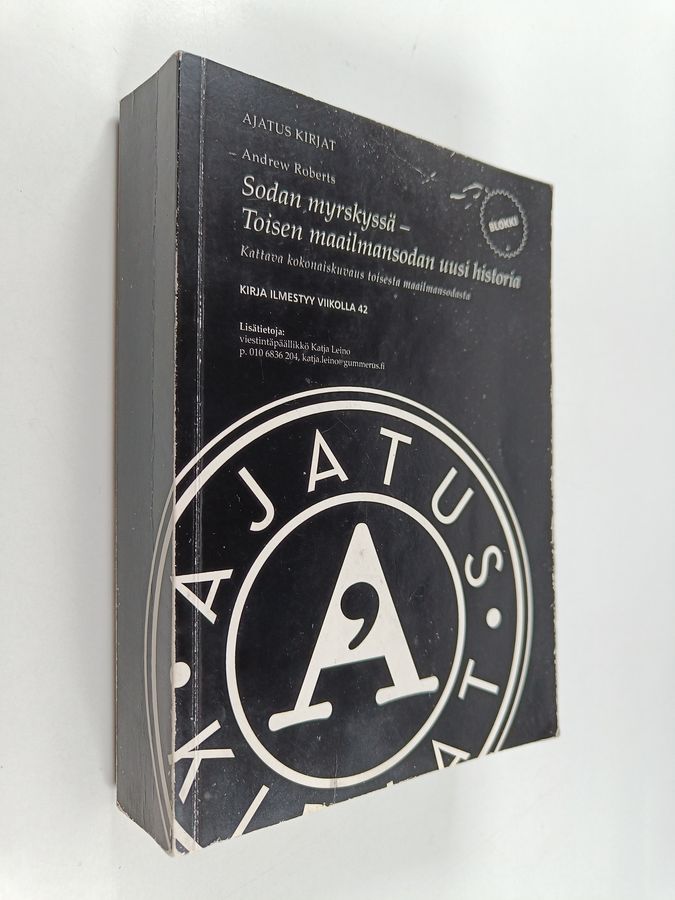 AJATUS KIRJAT
– Andrew Roberts
Sodan myrskyssä –
Toisen maailmansodan uusi historia
Kattava kokonaiskuvaus toisesta maailmansodasta
BLOKKI
KIRJA ILMESTYY VIIKOLLA 42
Lisätietoja:
viestintäpäällikkö Katja Leino
p. 010 6836 204, katja.leino@gummerus.fi
AJATUS • KIRJAT •
A